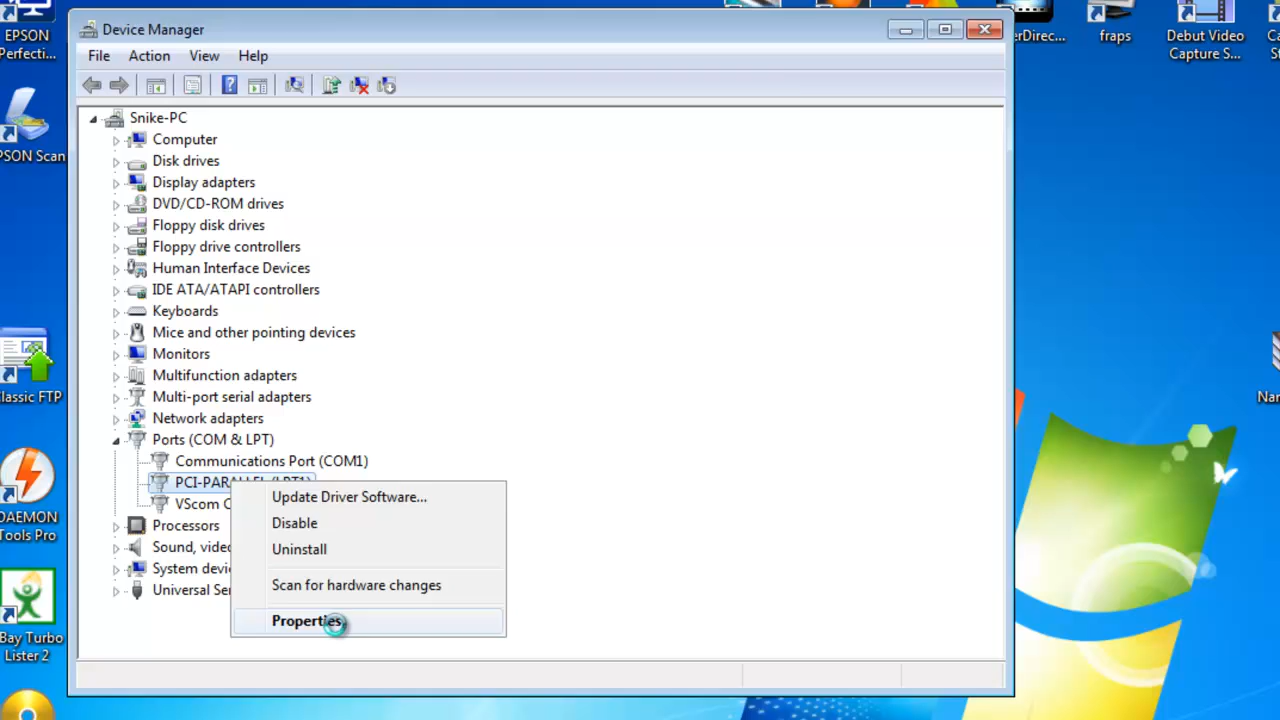 EPSON
Perfecti...
Device Manager
erDirec...
fraps
Debut Video
Capture S...
File Action View Help
Snike-PC
Computer
PSON Scan
Disk drives
Display adapters
DVD/CD-ROM drives
Floppy disk drives
Floppy drive controllers
Human Interface Devices
IDE ATA/ATAPI controllers
Keyboards
Mice and other pointing devices
Monitors
Multifunction adapters
Classic FTP
Multi-port serial adapters
Network adapters
Ports (COM & LPT)
Communications Port (COM1)
PCI-PARALLEL (LPT1)
VScom C
Update Driver Software...
Disable
Uninstall
Scan for hardware changes
Properties
DAEMON
Tools Pro
Processors
Sound, vide
System devi
Universal Se
Bay Turbo
Lister 2